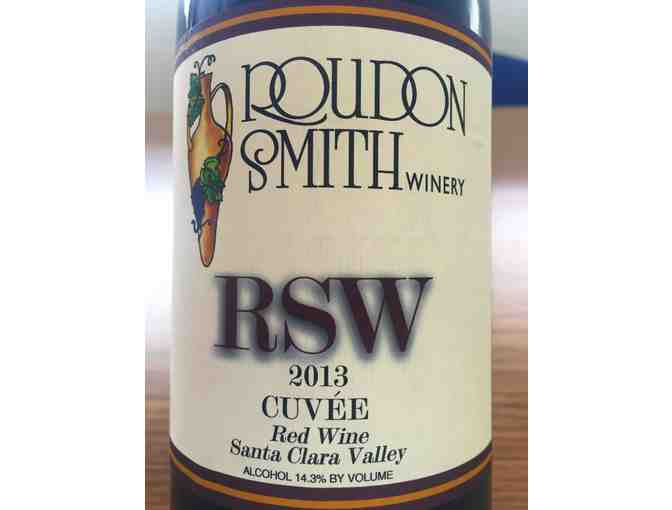 ROUDON
SMITH WINERY
RSW
2013
CUVÉE
Red Wine
Santa Clara Valley
ALCOHOL 14.3% BY VOLUME